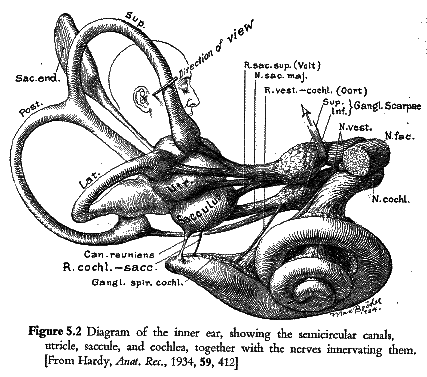 Sup.
Direction of view
Sac.end.
Post.
Lat.
Utr.
Sacculus
R.sac.sup.(Voit)
N.sac.maj.
R.vest.-cochl.(Oort)
Sup.
Inf.
} Gangl.Scarpae
N.vest.
N.fac.
N.cochl.
Can.reuniens
R.cochl.-sacc.
Gangl.spir.cochl.
Max Brödel
Figure 5.2 Diagram of the inner ear, showing the semicircular canals,
utricle, saccule, and cochlea, together with the nerves innervating them.
[From Hardy, Anat. Rec., 1934, 59, 412]